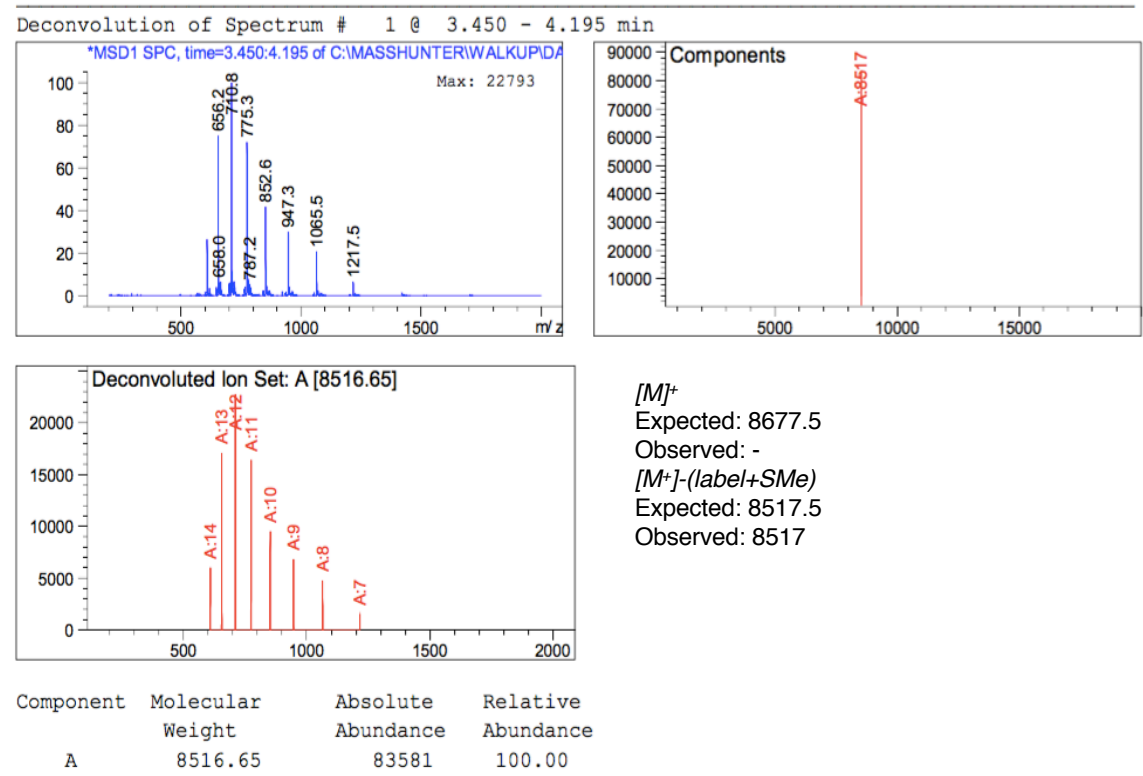 Deconvolution of Spectrum # 1 @ 3.450 - 4.195 min
*MSD1 SPC, time=3.450:4.195 of C:\MASSHUNTER\WALKUP\DA
Max: 22793
100
80
60
40
20
0
656.2
658.0
710.8
775.3
787.2
852.6
947.3
1065.5
1217.5
500 1000 1500 m/z
Components
90000
80000
70000
60000
50000
40000
30000
20000
10000
A:8517
5000 10000 15000
Deconvoluted Ion Set: A [8516.65]
20000
15000
10000
5000
0
A:14
A:13
A:12
A:11
A:10
A:9
A:8
A:7
500 1000 1500 2000
[M]+
Expected: 8677.5
Observed: -
[M+]-(label+SMe)
Expected: 8517.5
Observed: 8517
Component Molecular Absolute Relative
Weight Abundance Abundance
A 8516.65 83581 100.00